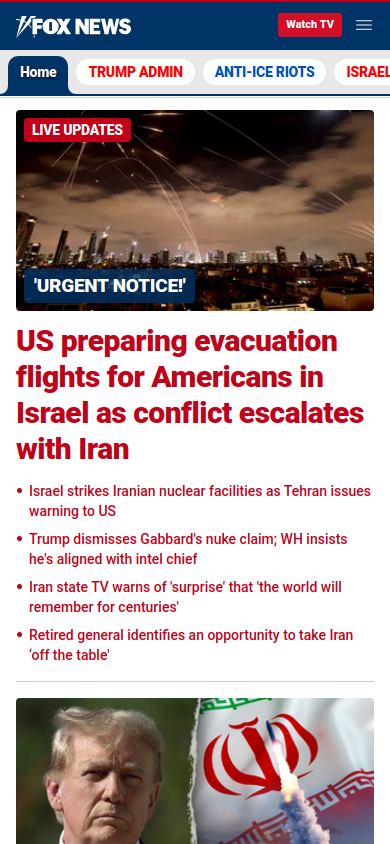 FOX NEWS
Watch TV
Home
TRUMP ADMIN
ANTI-ICE RIOTS
ISRAEL
LIVE UPDATES
'URGENT NOTICE!'
US preparing evacuation
flights for Americans in
Israel as conflict escalates
with Iran
• Israel strikes Iranian nuclear facilities as Tehran issues
warning to US
• Trump dismisses Gabbard's nuke claim; WH insists
he's aligned with intel chief
• Iran state TV warns of 'surprise' that 'the world will
remember for centuries'
• Retired general identifies an opportunity to take Iran
‘off the table'